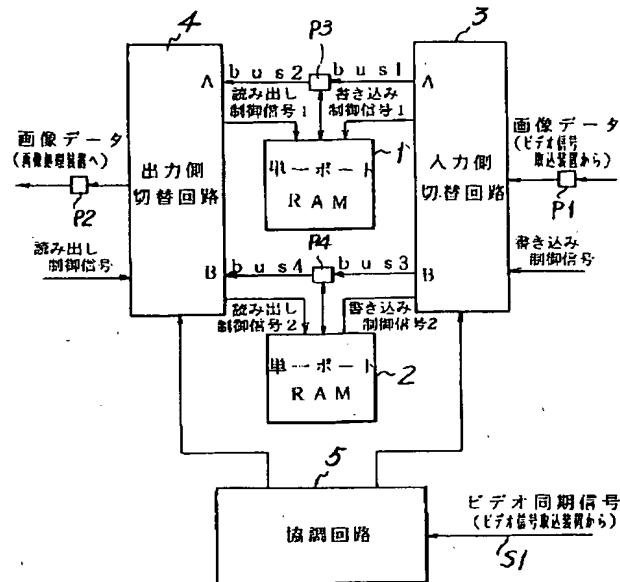 4
P3
3
bus2
bus1
A
A
読み出し
制御信号1
書き込み
制御信号1
画像データ
(画像処理装置へ)
出力側
切替回路
1
単一ポート
RAM
入力側
切替回路
画像データ
(ビデオ信号
取込装置から)
P2
P1
読み出し
制御信号
P4
書き込み
制御信号
B
bus4
bus3
B
読み出し
制御信号2
書き込み
制御信号2
単一ポート
RAM
2
5
協調回路
ビデオ同期信号
(ビデオ信号取込装置から)
S1